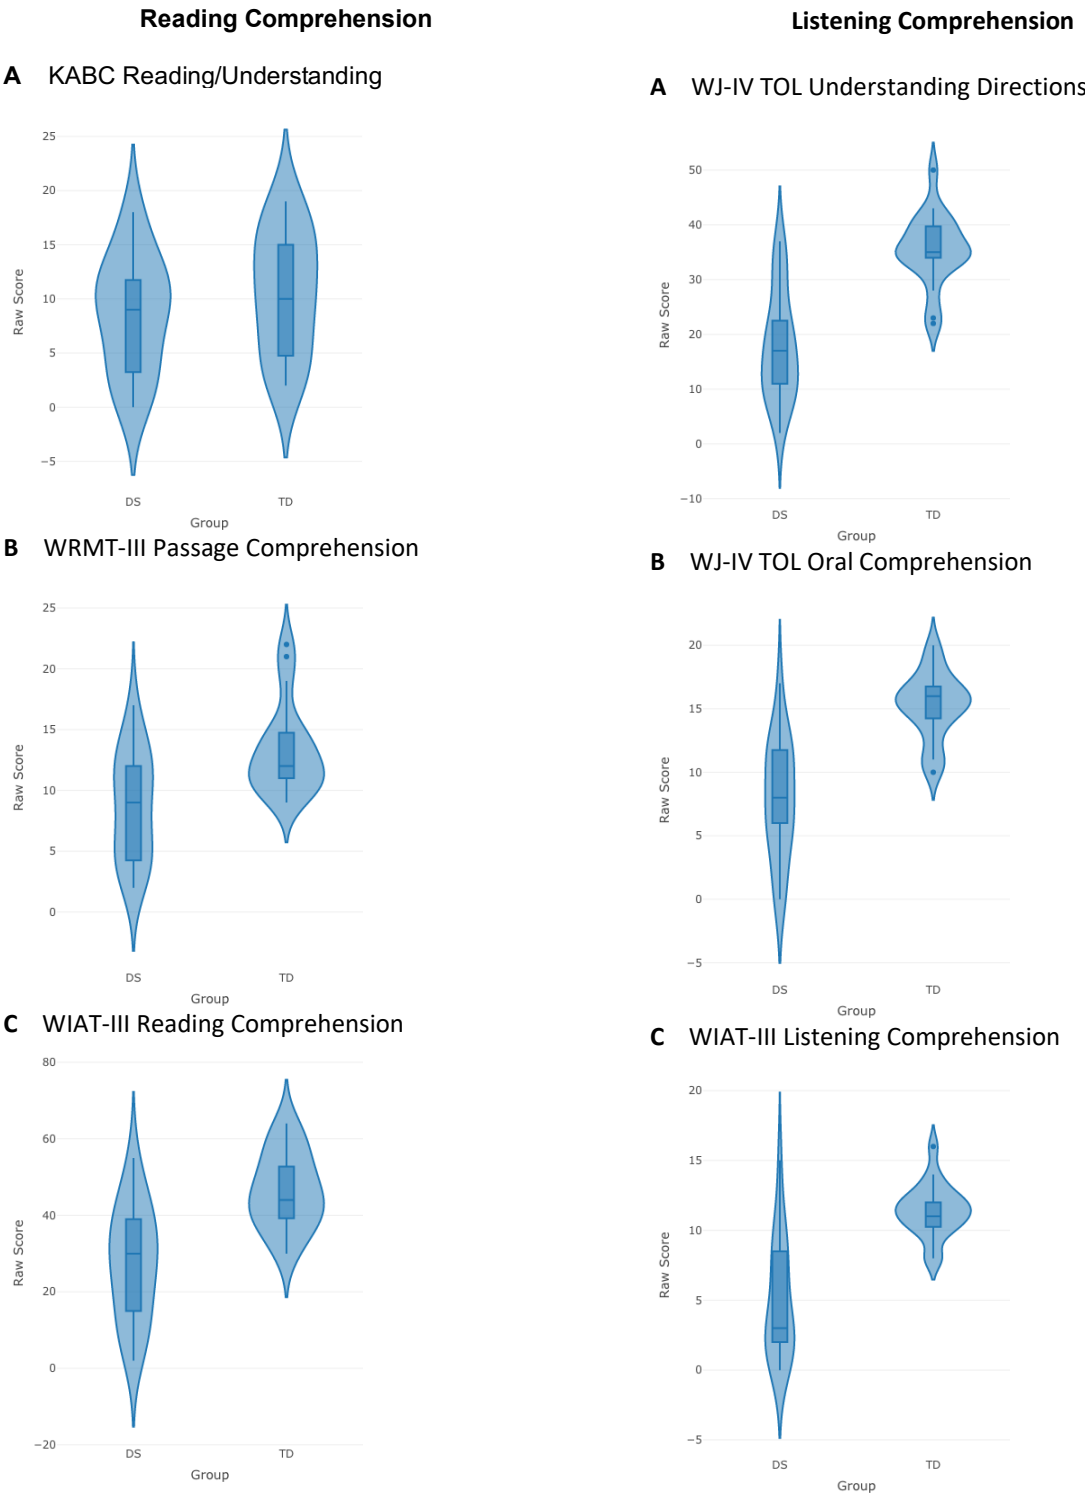 Reading Comprehension
A KABC Reading/Understanding
25
20
15
10
5
0
−5
Raw Score
DS
TD
Group
B WRMT-III Passage Comprehension
25
20
15
10
5
0
Raw Score
DS
TD
Group
C WIAT-III Reading Comprehension
80
60
40
20
0
−20
Raw Score
DS
TD
Group
Listening Comprehension
A WJ-IV TOL Understanding Directions
50
40
30
20
10
0
−10
Raw Score
DS
TD
Group
B WJ-IV TOL Oral Comprehension
20
15
10
5
0
−5
Raw Score
DS
TD
Group
C WIAT-III Listening Comprehension
20
15
10
5
0
−5
Raw Score
DS
TD
Group